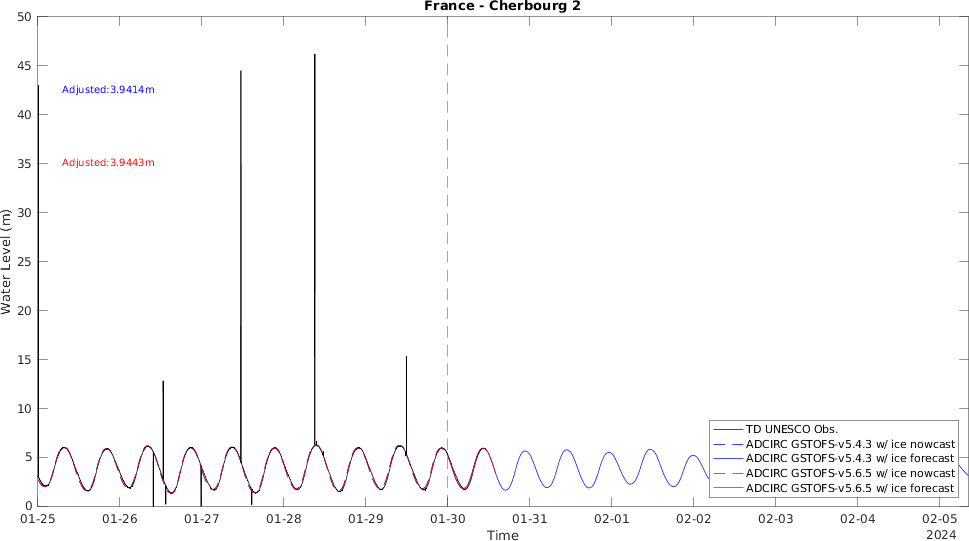 France - Cherbourg 2
50
45
40
35
30
25
20
15
10
5
0
Water Level (m)
Adjusted:3.9414m
Adjusted:3.9443m
TD UNESCO Obs.
ADCIRC GSTOFS-v5.4.3 w/ ice nowcast
ADCIRC GSTOFS-v5.4.3 w/ ice forecast
ADCIRC GSTOFS-v5.6.5 w/ ice nowcast
ADCIRC GSTOFS-v5.6.5 w/ ice forecast
01-25 01-26 01-27 01-28 01-29 01-30 01-31 02-01 02-02 02-03 02-04 02-05
Time 2024